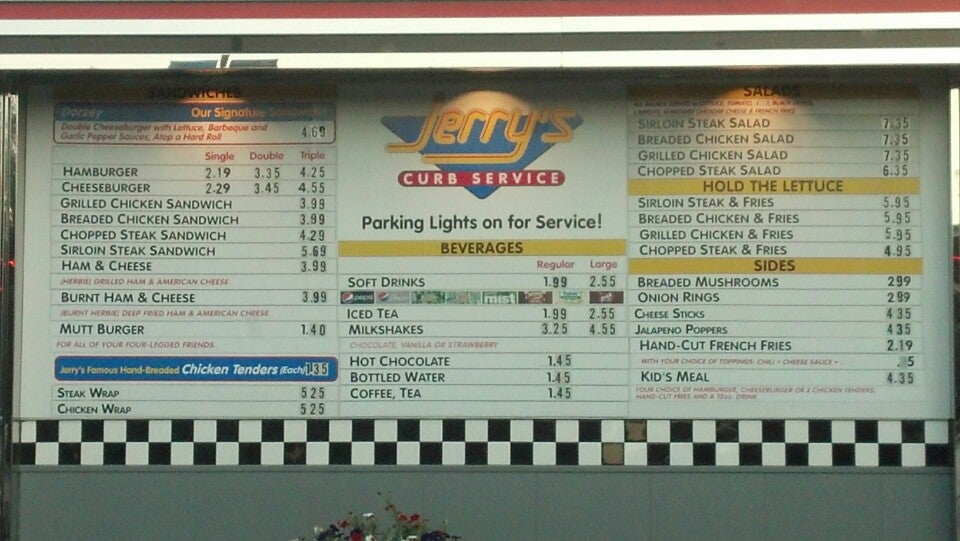 SANDWICHES
Dorsey Our Signature
Double Cheeseburger with Lettuce, Barbeque and
Garlic Pepper Sauces, Atop a Hard Roll 4.69
Single Double Triple
HAMBURGER 2.19 3.35 4.25
CHEESEBURGER 2.29 3.45 4.55
GRILLED CHICKEN SANDWICH 3.99
BREADED CHICKEN SANDWICH 3.99
CHOPPED STEAK SANDWICH 4.29
SIRLOIN STEAK SANDWICH 5.69
HAM & CHEESE 3.99
(HERBIE) GRILLED HAM & AMERICAN CHEESE
BURNT HAM & CHEESE 3.99
(BURNT HERBIE) DEEP FRIED HAM & AMERICAN CHEESE
MUTT BURGER 1.40
FOR ALL OF YOUR FOUR-LEGGED FRIENDS
Jerry's Famous Hand-Breaded Chicken Tenders (Each) 1.35
STEAK WRAP 5 25
CHICKEN WRAP 5 25
Jerry's
CURB SERVICE
Parking Lights on for Service!
BEVERAGES
Regular Large
SOFT DRINKS 1.99 2.55
pepsi mist
ICED TEA 1.99 2.55
MILKSHAKES 3.25 4.55
CHOCOLATE, VANILLA OR STRAWBERRY
HOT CHOCOLATE 1.45
BOTTLED WATER 1.45
COFFEE, TEA 1.45
SALADS
ALL SALADS SERVED WITH LETTUCE, TOMATO,
CHEDDAR CHEESE & FRENCH FRIES
SIRLOIN STEAK SALAD 7.35
BREADED CHICKEN SALAD 7.35
GRILLED CHICKEN SALAD 7.35
CHOPPED STEAK SALAD 6.35
HOLD THE LETTUCE
SIRLOIN STEAK & FRIES 5.95
BREADED CHICKEN & FRIES 5.95
GRILLED CHICKEN & FRIES 5.95
CHOPPED STEAK & FRIES 4.95
SIDES
BREADED MUSHROOMS 2.99
ONION RINGS 2.89
CHEESE STICKS 4.35
JALAPENO POPPERS 4.35
HAND-CUT FRENCH FRIES 2.19
WITH YOUR CHOICE OF TOPPINGS: CHILI • CHEESE SAUCE • 5
KID'S MEAL 4.35
YOUR CHOICE OF HAMBURGER, CHEESEBURGER OR 2 CHICKEN TENDERS,
HAND-CUT FRIES AND A 12oz. DRINK